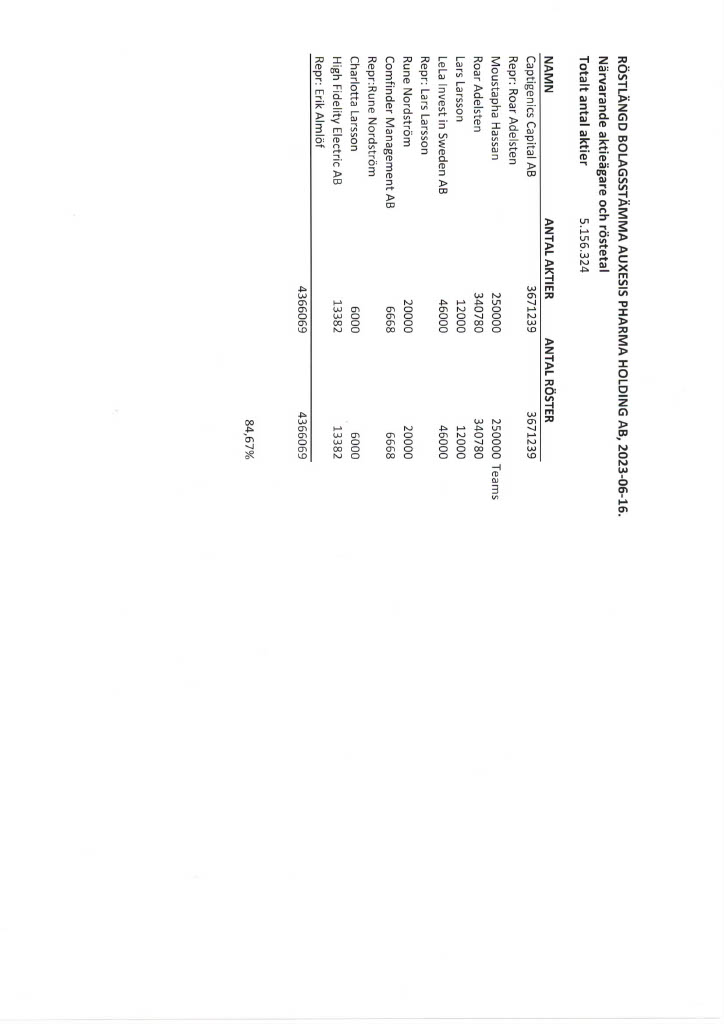 RÖSTLÄNGD BOLAGSSTÄMMA AUXESIS PHARMA HOLDING AB, 2023-06-16.
Närvarande aktieägare och röstetal
Totalt antal aktier 5.156.324
NAMN ANTAL AKTIER ANTAL RÖSTER
Captigenics Capital AB 3671239 3671239
Repr: Roar Adelsten
Moustapha Hassan 250000 250000 Teams
Roar Adelsten 340780 340780
Lars Larsson 12000 12000
LeLa Invest in Sweden AB 46000 46000
Repr: Lars Larsson
Rune Nordström 20000 20000
Comfinder Management AB 6668 6668
Repr:Rune Nordström
Charlotta Larsson 6000 6000
High Fidelity Electric AB 13382 13382
Repr: Erik Almlöf
4366069 4366069
84,67%